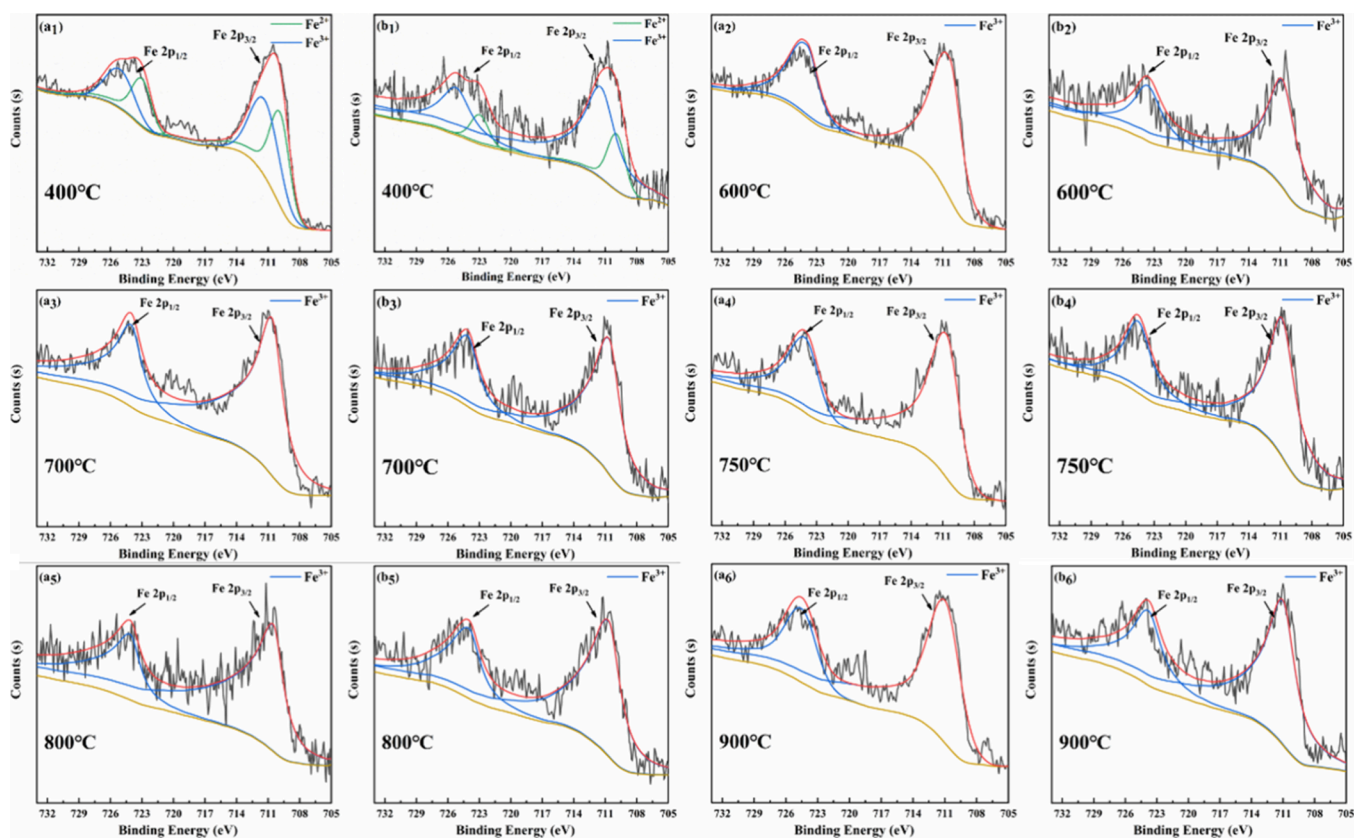 (a1)
Fe 2p1/2
Fe 2p3/2
Fe2+
Fe3+
400°C
Counts (s)
732 729 726 723 720 717 714 711 708 705
Binding Energy (eV)
(b1)
Fe 2p1/2
Fe 2p3/2
Fe2+
Fe3+
400°C
Counts (s)
732 729 726 723 720 717 714 711 708 705
Binding Energy (eV)
(a2)
Fe 2p1/2
Fe 2p3/2
Fe3+
600°C
Counts (s)
732 729 726 723 720 717 714 711 708 705
Binding Energy (eV)
(b2)
Fe 2p1/2
Fe 2p3/2
Fe3+
600°C
Counts (s)
732 729 726 723 720 717 714 711 708 705
Binding Energy (eV)
(a3)
Fe 2p1/2
Fe 2p3/2
Fe3+
700°C
Counts (s)
732 729 726 723 720 717 714 711 708 705
Binding Energy (eV)
(b3)
Fe 2p1/2
Fe 2p3/2
Fe3+
700°C
Counts (s)
732 729 726 723 720 717 714 711 708 705
Binding Energy (eV)
(a4)
Fe 2p1/2
Fe 2p3/2
Fe3+
750°C
Counts (s)
732 729 726 723 720 717 714 711 708 705
Binding Energy (eV)
(b4)
Fe 2p1/2
Fe 2p3/2
Fe3+
750°C
Counts (s)
732 729 726 723 720 717 714 711 708 705
Binding Energy (eV)
(a5)
Fe 2p1/2
Fe 2p3/2
Fe3+
800°C
Counts (s)
732 729 726 723 720 717 714 711 708 705
Binding Energy (eV)
(b5)
Fe 2p1/2
Fe 2p3/2
Fe3+
800°C
Counts (s)
732 729 726 723 720 717 714 711 708 705
Binding Energy (eV)
(a6)
Fe 2p1/2
Fe 2p3/2
Fe3+
900°C
Counts (s)
732 729 726 723 720 717 714 711 708 705
Binding Energy (eV)
(b6)
Fe 2p1/2
Fe 2p3/2
Fe3+
900°C
Counts (s)
732 729 726 723 720 717 714 711 708 705
Binding Energy (eV)